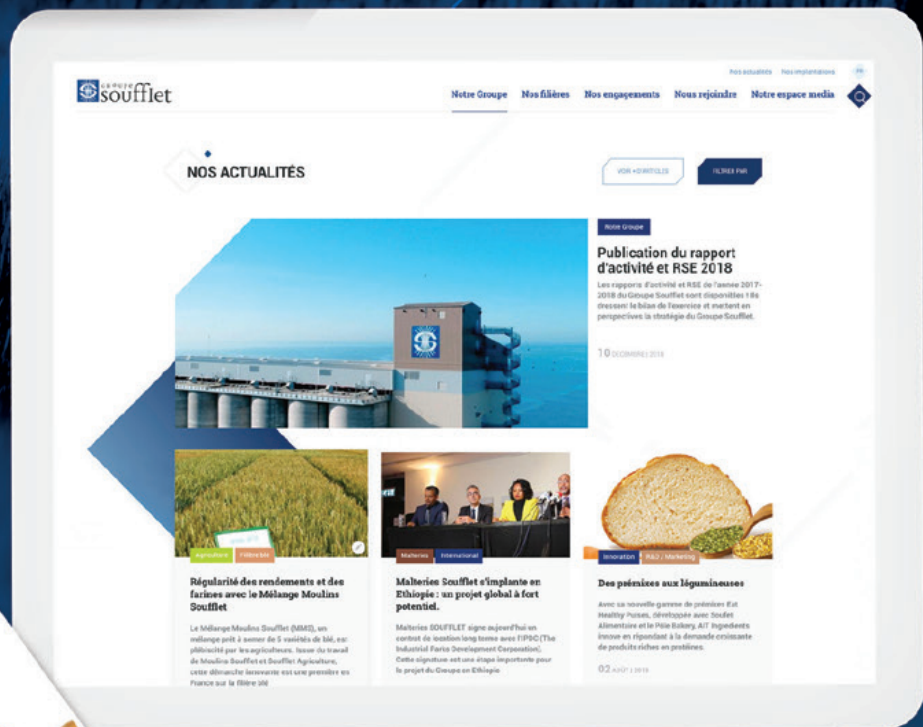 Nos actualités Nos implantations FR
GROUPE
soufflet
Notre Groupe Nos filières Nos engagements Nous rejoindre Notre espace media
NOS ACTUALITÉS
VOIR + D'ARTICLES
FILTRER PAR
Notre Groupe
Publication du rapport
d'activité et RSE 2018
Les rapports d'activité et RSE de l'année 2017-
2018 du Groupe Soufflet sont disponibles ! Ils
dressent le bilan de l'exercice et mettent en
perspectives la stratégie du Groupe Soufflet.
10 DÉCEMBRE | 2018
Agriculture Filière blé
Régularité des rendements et des
farines avec le Mélange Moulins
Soufflet
Le Mélange Moulins Soufflet (MMS), un
mélange prêt à semer de 5 variétés de blé, est
plébiscité par les agriculteurs. Issue du travail
de Moulins Soufflet et Soufflet Agriculture,
cette démarche innovante est une première en
France sur la filière blé
Malteries International
Malteries Soufflet s'implante en
Ethiopie : un projet global à fort
potentiel.
Malteries SOUFFLET signe aujourd'hui un
contrat de location long terme avec l'IPDC (The
Industrial Parks Development Corporation).
Cette signature est une étape importante pour
le projet du Groupe en Ethiopie
Innovation R&D / Marketing
Des prémixes aux légumineuses
Avec sa nouvelle gamme de prémixes Eat
Healthy Pulses, développée avec Soufflet
Alimentaire et le Pôle Bakery, AIT Ingredients
innove en répondant à la demande croissante
de produits riches en protéines.
02 AOÛT | 2018